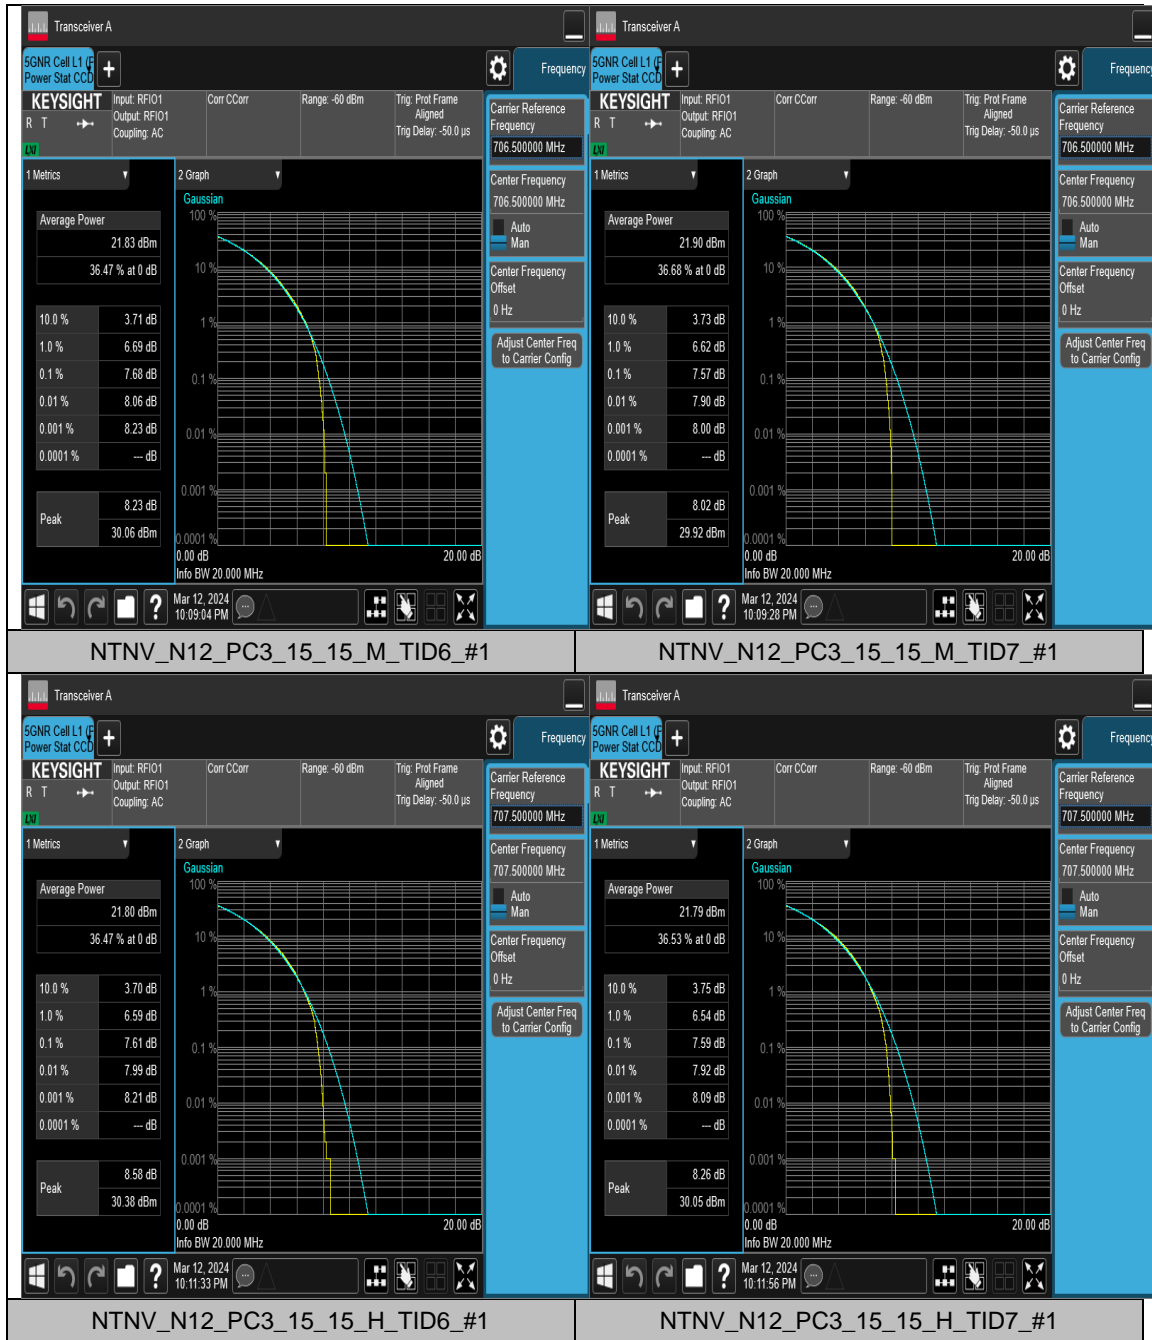 Transceiver A
5GNR Cell L1 (F
Power Stat CCD
+
Frequency
KEYSIGHT
R T
LXI
Input: RFIO1
Output: RFIO1
Coupling: AC
Corr CCorr
Range: -60 dBm
Trig: Prot Frame
Aligned
Trig Delay: -50.0 µs
Carrier Reference
Frequency
706.500000 MHz
Center Frequency
706.500000 MHz
Auto
Man
Center Frequency
Offset
0 Hz
Adjust Center Freq
to Carrier Config
1 Metrics
Average Power
21.83 dBm
36.47 % at 0 dB
10.0 % 3.71 dB
1.0 % 6.69 dB
0.1 % 7.68 dB
0.01 % 8.06 dB
0.001 % 8.23 dB
0.0001 % --- dB
Peak
8.23 dB
30.06 dBm
2 Graph
Gaussian
100 %
10 %
1 %
0.1 %
0.01 %
0.001 %
0.0001 %
0.00 dB 20.00 dB
Info BW 20.000 MHz
?
Mar 12, 2024
10:09:04 PM
Transceiver A
5GNR Cell L1 (F
Power Stat CCD
+
Frequency
KEYSIGHT
R T
LXI
Input: RFIO1
Output: RFIO1
Coupling: AC
Corr CCorr
Range: -60 dBm
Trig: Prot Frame
Aligned
Trig Delay: -50.0 µs
Carrier Reference
Frequency
706.500000 MHz
Center Frequency
706.500000 MHz
Auto
Man
Center Frequency
Offset
0 Hz
Adjust Center Freq
to Carrier Config
1 Metrics
Average Power
21.90 dBm
36.68 % at 0 dB
10.0 % 3.73 dB
1.0 % 6.62 dB
0.1 % 7.57 dB
0.01 % 7.90 dB
0.001 % 8.00 dB
0.0001 % --- dB
Peak
8.02 dB
29.92 dBm
2 Graph
Gaussian
100 %
10 %
1 %
0.1 %
0.01 %
0.001 %
0.0001 %
0.00 dB 20.00 dB
Info BW 20.000 MHz
?
Mar 12, 2024
10:09:28 PM
NTNV_N12_PC3_15_15_M_TID6_#1
NTNV_N12_PC3_15_15_M_TID7_#1
Transceiver A
5GNR Cell L1 (F
Power Stat CCD
+
Frequency
KEYSIGHT
R T
LXI
Input: RFIO1
Output: RFIO1
Coupling: AC
Corr CCorr
Range: -60 dBm
Trig: Prot Frame
Aligned
Trig Delay: -50.0 µs
Carrier Reference
Frequency
707.500000 MHz
Center Frequency
707.500000 MHz
Auto
Man
Center Frequency
Offset
0 Hz
Adjust Center Freq
to Carrier Config
1 Metrics
Average Power
21.80 dBm
36.47 % at 0 dB
10.0 % 3.70 dB
1.0 % 6.59 dB
0.1 % 7.61 dB
0.01 % 7.99 dB
0.001 % 8.21 dB
0.0001 % --- dB
Peak
8.58 dB
30.38 dBm
2 Graph
Gaussian
100 %
10 %
1 %
0.1 %
0.01 %
0.001 %
0.0001 %
0.00 dB 20.00 dB
Info BW 20.000 MHz
?
Mar 12, 2024
10:11:33 PM
Transceiver A
5GNR Cell L1 (F
Power Stat CCD
+
Frequency
KEYSIGHT
R T
LXI
Input: RFIO1
Output: RFIO1
Coupling: AC
Corr CCorr
Range: -60 dBm
Trig: Prot Frame
Aligned
Trig Delay: -50.0 µs
Carrier Reference
Frequency
707.500000 MHz
Center Frequency
707.500000 MHz
Auto
Man
Center Frequency
Offset
0 Hz
Adjust Center Freq
to Carrier Config
1 Metrics
Average Power
21.79 dBm
36.53 % at 0 dB
10.0 % 3.75 dB
1.0 % 6.54 dB
0.1 % 7.59 dB
0.01 % 7.92 dB
0.001 % 8.09 dB
0.0001 % --- dB
Peak
8.26 dB
30.05 dBm
2 Graph
Gaussian
100 %
10 %
1 %
0.1 %
0.01 %
0.001 %
0.0001 %
0.00 dB 20.00 dB
Info BW 20.000 MHz
?
Mar 12, 2024
10:11:56 PM
NTNV_N12_PC3_15_15_H_TID6_#1
NTNV_N12_PC3_15_15_H_TID7_#1